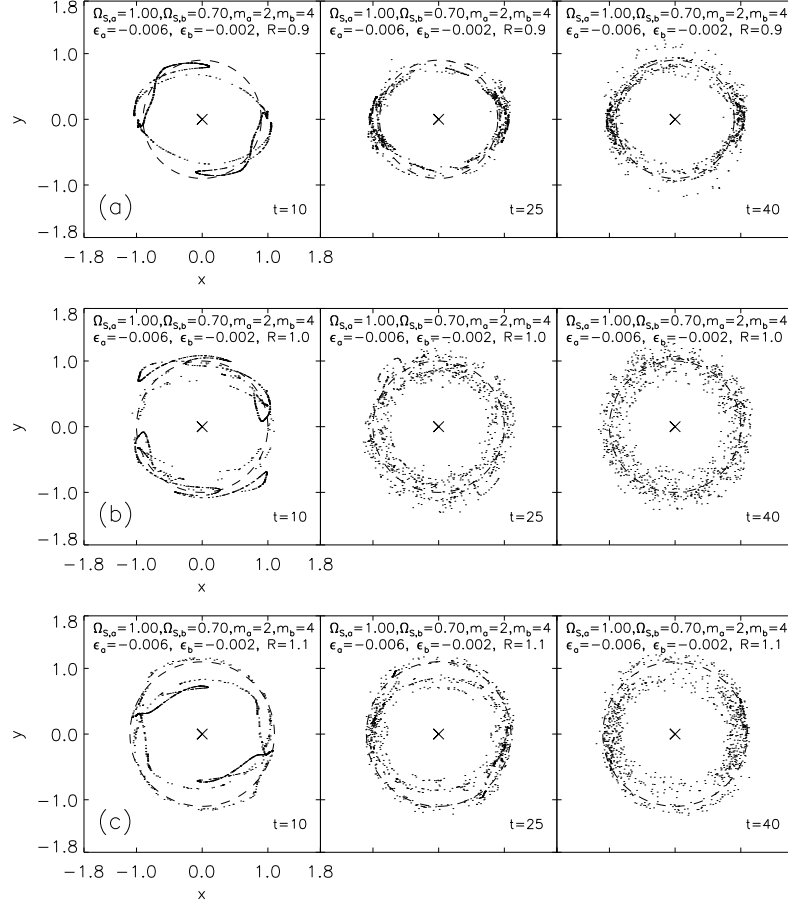 Ω_S,a=1.00,Ω_S,b=0.70,m_a=2,m_b=4
ϵ_a=−0.006, ϵ_b=−0.002, R=0.9
Ω_S,a=1.00,Ω_S,b=0.70,m_a=2,m_b=4
ϵ_a=−0.006, ϵ_b=−0.002, R=0.9
Ω_S,a=1.00,Ω_S,b=0.70,m_a=2,m_b=4
ϵ_a=−0.006, ϵ_b=−0.002, R=0.9
1.8
1.0
0.0
−1.0
−1.8
y
(a)
t=10
t=25
t=40
−1.8 −1.0 0.0 1.0 1.8
x
Ω_S,a=1.00,Ω_S,b=0.70,m_a=2,m_b=4
ϵ_a=−0.006, ϵ_b=−0.002, R=1.0
Ω_S,a=1.00,Ω_S,b=0.70,m_a=2,m_b=4
ϵ_a=−0.006, ϵ_b=−0.002, R=1.0
Ω_S,a=1.00,Ω_S,b=0.70,m_a=2,m_b=4
ϵ_a=−0.006, ϵ_b=−0.002, R=1.0
1.8
1.0
0.0
−1.0
−1.8
y
(b)
t=10
t=25
t=40
−1.8 −1.0 0.0 1.0 1.8
x
Ω_S,a=1.00,Ω_S,b=0.70,m_a=2,m_b=4
ϵ_a=−0.006, ϵ_b=−0.002, R=1.1
Ω_S,a=1.00,Ω_S,b=0.70,m_a=2,m_b=4
ϵ_a=−0.006, ϵ_b=−0.002, R=1.1
Ω_S,a=1.00,Ω_S,b=0.70,m_a=2,m_b=4
ϵ_a=−0.006, ϵ_b=−0.002, R=1.1
1.8
1.0
0.0
−1.0
−1.8
y
(c)
t=10
t=25
t=40
−1.8 −1.0 0.0 1.0 1.8
x